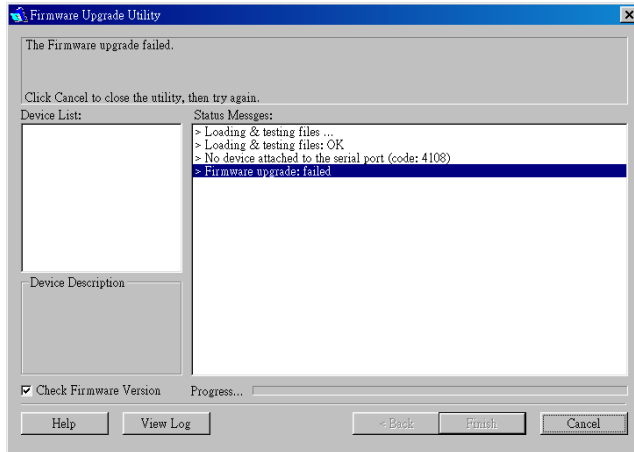 Firmware Upgrade Utility
The Firmware upgrade failed.
Click Cancel to close the utility, then try again.
Device List:
Status Messges:
> Loading & testing files ...
> Loading & testing files: OK
> No device attached to the serial port (code: 4108)
> Firmware upgrade: failed
Device Description
Check Firmware Version
Progress...
Help
View Log
< Back
Finish
Cancel